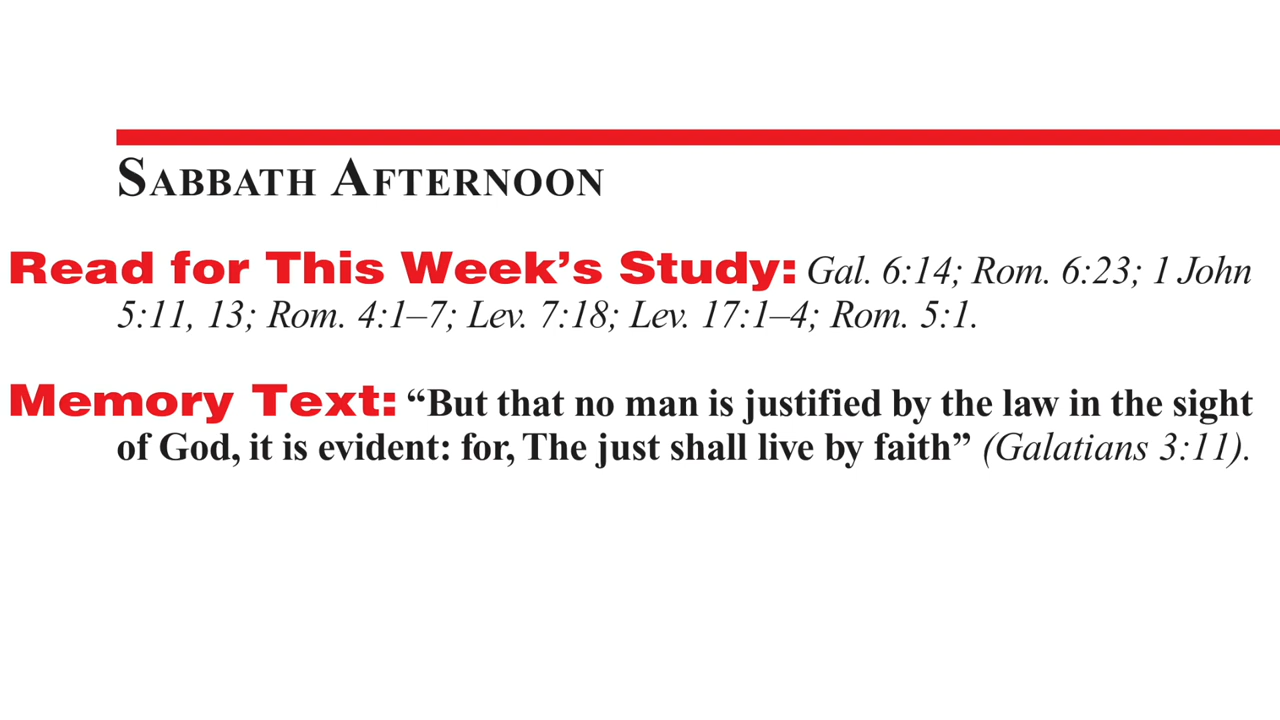 SABBATH AFTERNOON
Read for This Week’s Study: Gal. 6:14; Rom. 6:23; 1 John
5:11, 13; Rom. 4:1–7; Lev. 7:18; Lev. 17:1–4; Rom. 5:1.
Memory Text: “But that no man is justified by the law in the sight
of God, it is evident: for, The just shall live by faith” (Galatians 3:11).